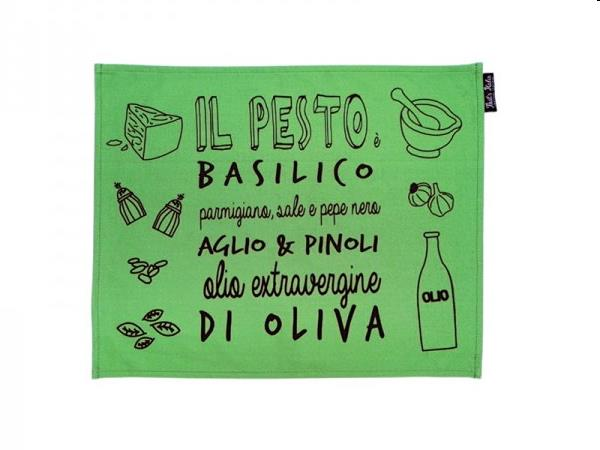 IL PESTO è
BASILICO
parmigiano, sale e pepe nero
AGLIO & PINOLI
olio extravergine
DI OLIVA
OLIO